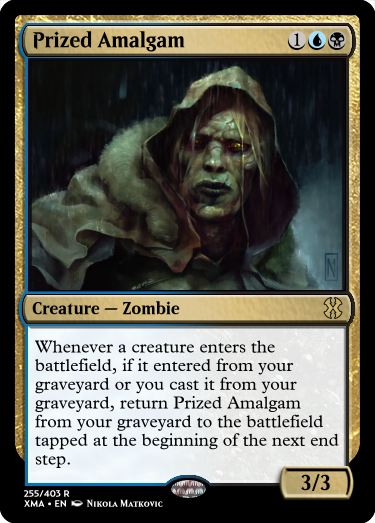 Prized Amalgam 1
Creature — Zombie
Whenever a creature enters the
battlefield, if it entered from your
graveyard or you cast it from your
graveyard, return Prized Amalgam
from your graveyard to the battlefield
tapped at the beginning of the next end
step.
3/3
255/403 R
XMA • EN Nikola Matkovic